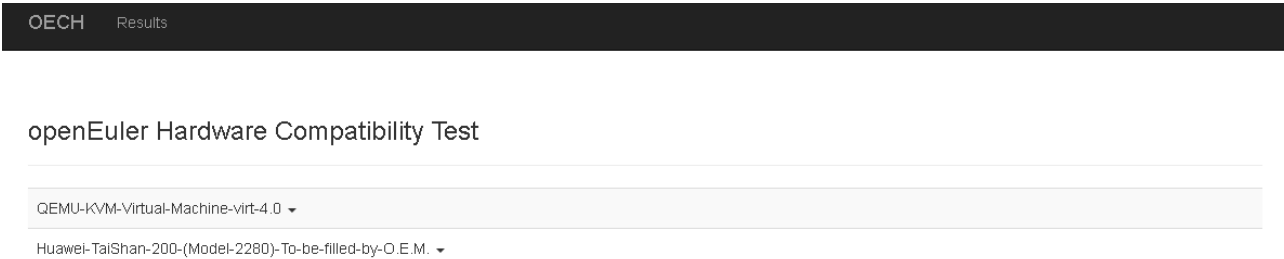 OECH Results
openEuler Hardware Compatibility Test
QEMU-KVM-Virtual-Machine-virt-4.0
Huawei-TaiShan-200-(Model-2280)-To-be-filled-by-O.E.M.